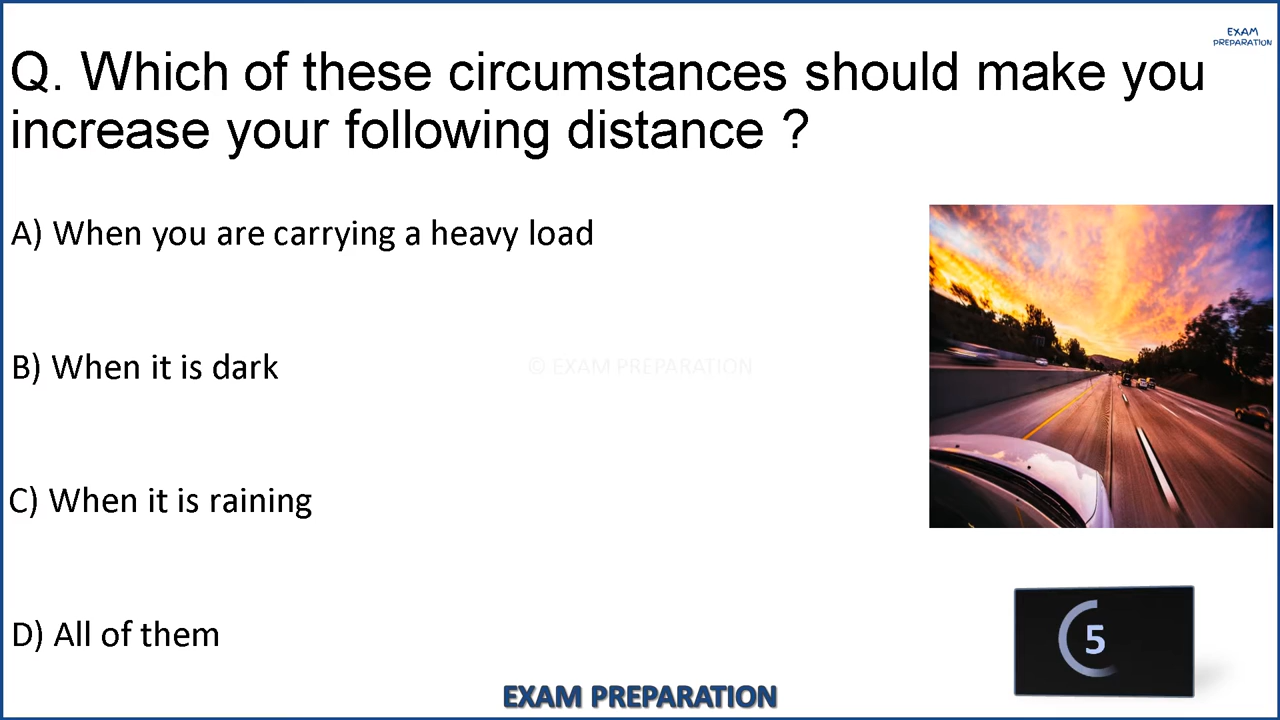 EXAM
PREPARATION
Q. Which of these circumstances should make you
increase your following distance ?
A) When you are carrying a heavy load
B) When it is dark
© EXAM PREPARATION
C) When it is raining
D) All of them
5
EXAM PREPARATION